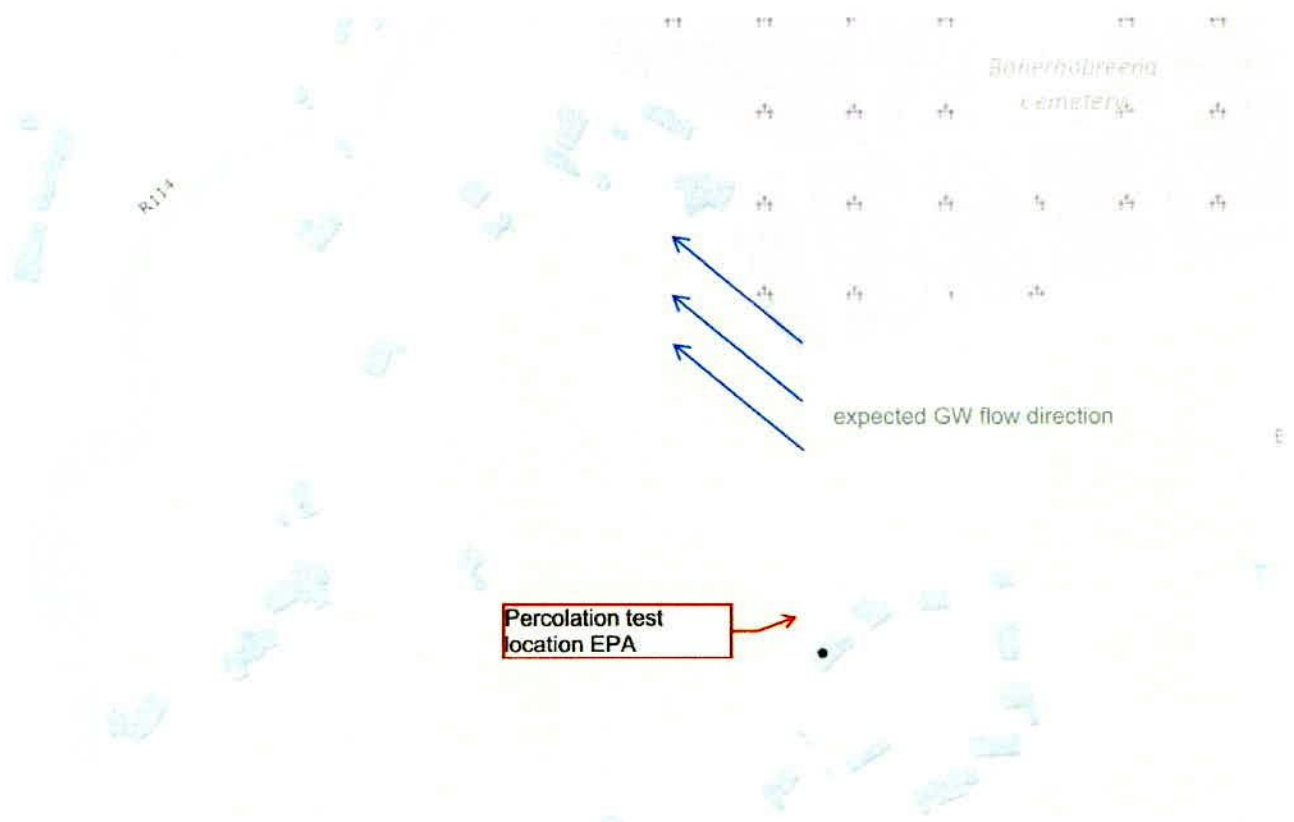 Bohernabreena
cemetery
R114
expected GW flow direction
E
Percolation test
location EPA